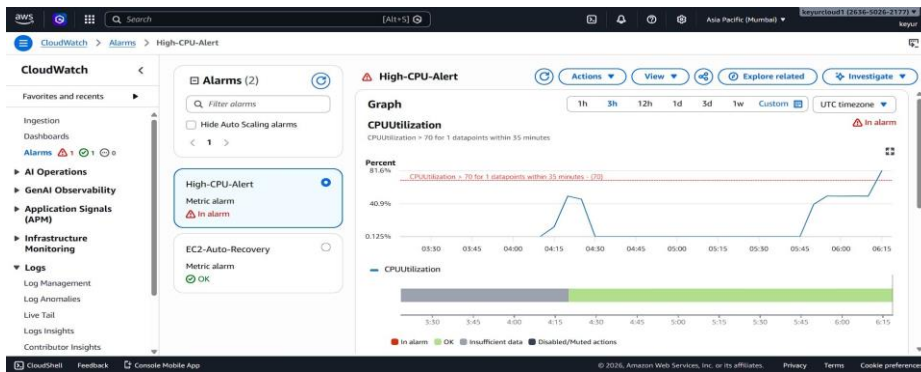 aws
Search
[Alt+S]
Asia Pacific (Mumbai)
keyurcloud1 (2636-5026-2177)
keyur
CloudWatch > Alarms > High-CPU-Alert
CloudWatch
Favorites and recents
Ingestion
Dashboards
Alarms 1 1 0
AI Operations
GenAI Observability
Application Signals
(APM)
Infrastructure
Monitoring
Logs
Log Management
Log Anomalies
Live Tail
Logs Insights
Contributor Insights
Alarms (2)
Filter alarms
Hide Auto Scaling alarms
< 1 >
High-CPU-Alert
Metric alarm
In alarm
EC2-Auto-Recovery
Metric alarm
OK
High-CPU-Alert
Actions
View
Explore related
Investigate
Graph
1h 3h 12h 1d 3d 1w Custom
UTC timezone
CPUUtilization
In alarm
CPUUtilization > 70 for 1 datapoints within 35 minutes
Percent
81.6%
CPUUtilization > 70 for 1 datapoints within 35 minutes - (70)
40.9%
0.125%
03:30 03:45 04:00 04:15 04:30 04:45 05:00 05:15 05:30 05:45 06:00 06:15
CPUUtilization
3:30 3:45 4:00 4:15 4:30 4:45 5:00 5:15 5:30 5:45 6:00 6:15
In alarm OK Insufficient data Disabled/Muted actions
CloudShell Feedback Console Mobile App
© 2026, Amazon Web Services, Inc. or its affiliates. Privacy Terms Cookie preferences